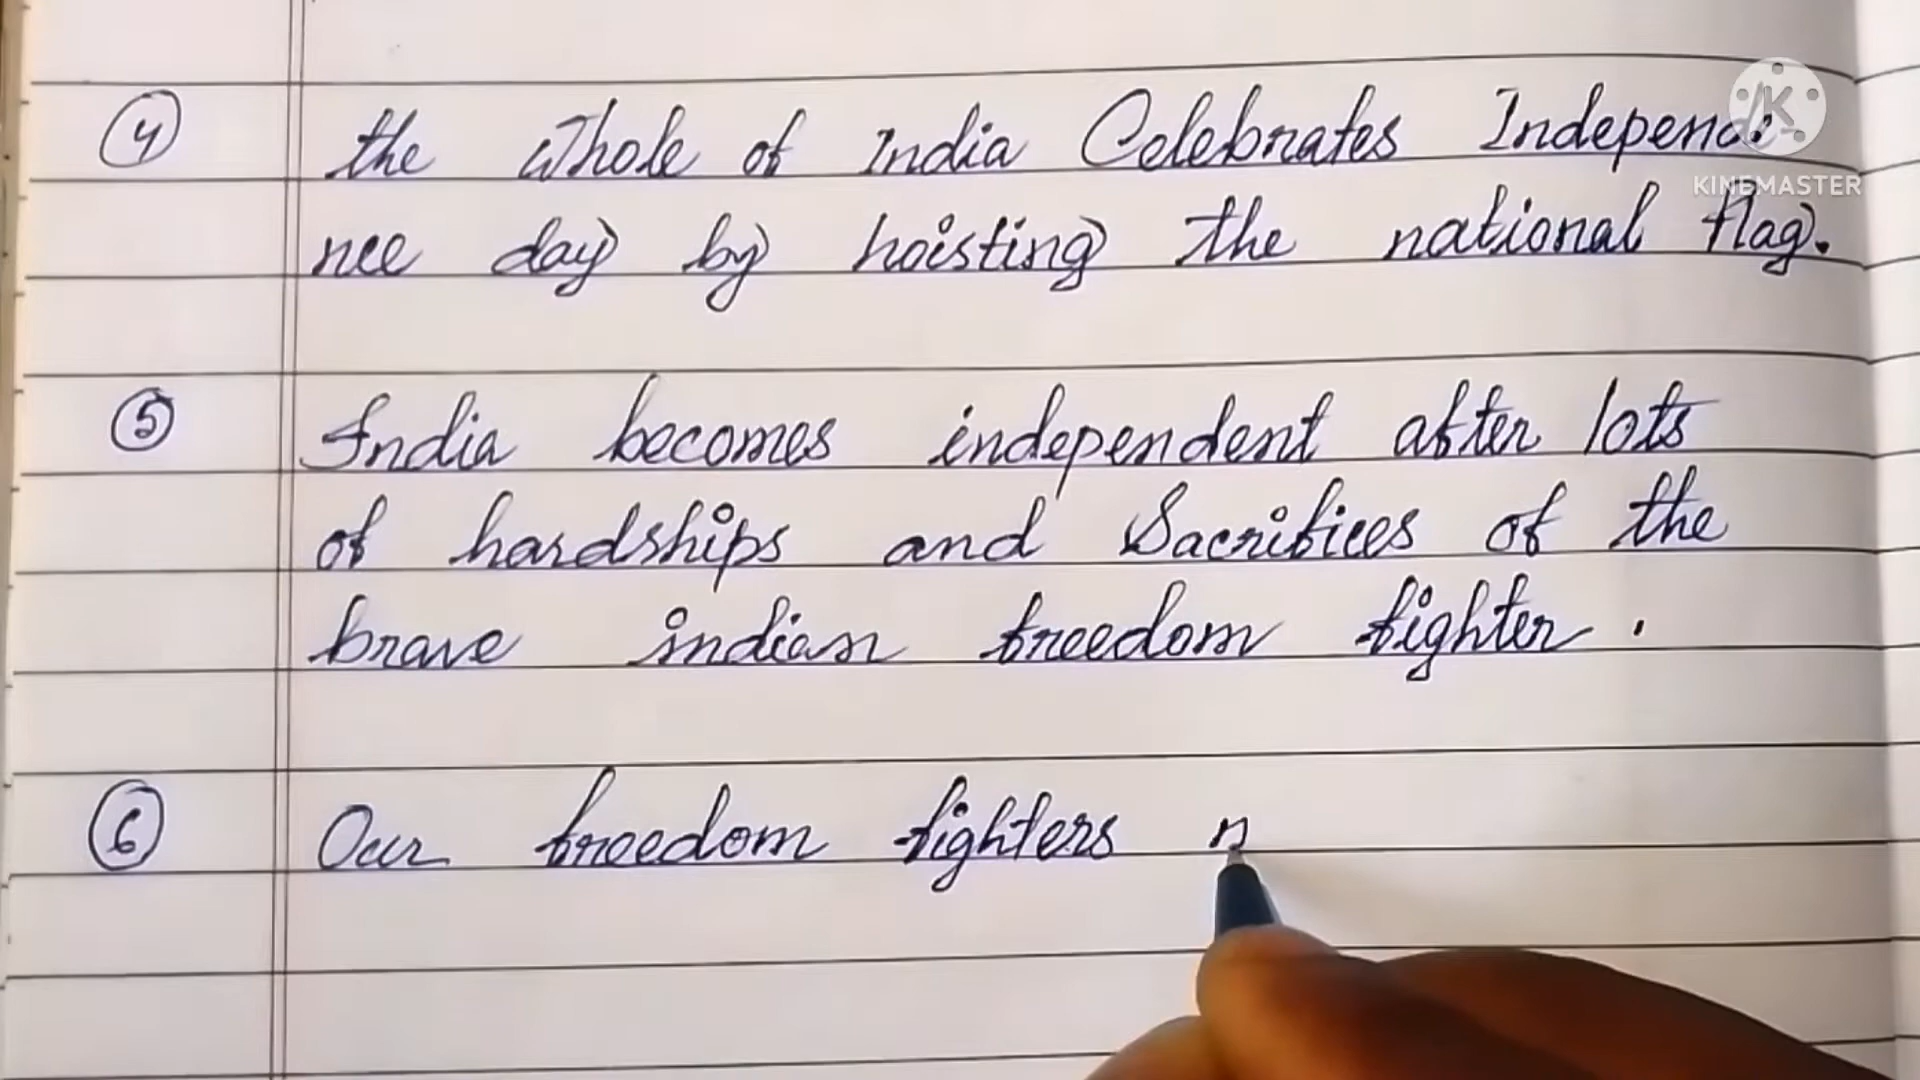 4 the Whole of India Celebrates Independe
nce day by hoisting the national flag.
5 India becomes independent after lots
of hardships and Sacrifices of the
brave indian freedom fighter .
6 Our freedom fighters n
KINEMASTER